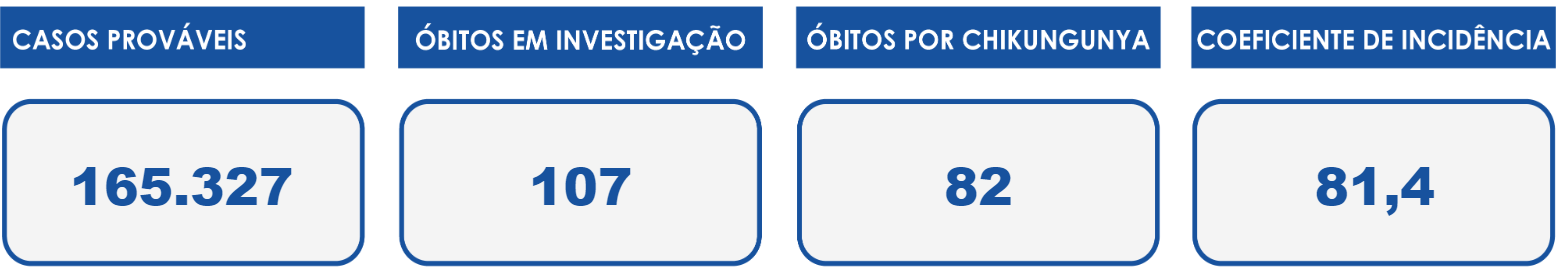 CASOS PROVÁVEIS
ÓBITOS EM INVESTIGAÇÃO
ÓBITOS POR CHIKUNGUNYA
COEFICIENTE DE INCIDÊNCIA
165.327
107
82
81,4